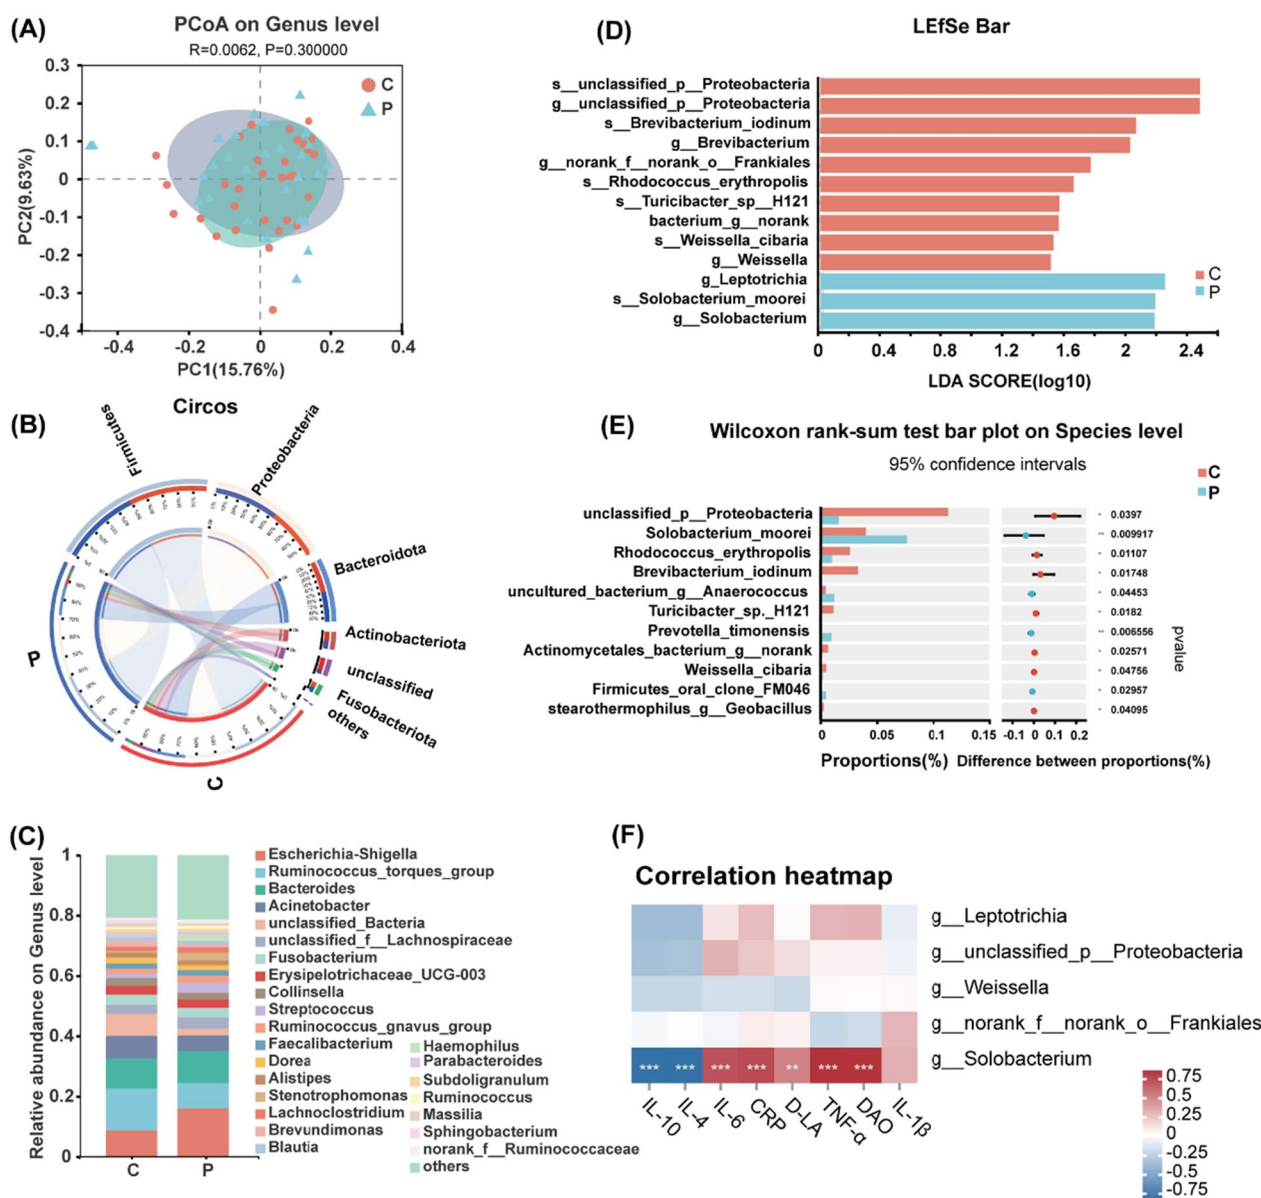 (A)
PCoA on Genus level
R=0.0062, P=0.300000
C
P
0.3
0.2
0.1
0
-0.1
-0.2
-0.3
-0.4
PC2(9.63%)
-0.4
-0.2
0
0.2
0.4
PC1(15.76%)
(D)
LEfSe Bar
s__unclassified_p__Proteobacteria
g__unclassified_p__Proteobacteria
s__Brevibacterium_iodinum
g__Brevibacterium
g__norank_f__norank_o__Frankiales
s__Rhodococcus_erythropolis
s__Turicibacter_sp__H121
bacterium_g__norank
s__Weissella_cibaria
g__Weissella
g_Leptotrichia
s__Solobacterium_moorei
g__Solobacterium
C
P
0 0.4 0.8 1.2 1.6 2 2.4
LDA SCORE(log10)
(B)
Circos
Firmicutes
Proteobacteria
Bacteroidota
Actinobacteriota
unclassified
Fusobacteriota
others
P
C
(E)
Wilcoxon rank-sum test bar plot on Species level
95% confidence intervals
C
P
unclassified_p__Proteobacteria 0.0397
Solobacterium_moorei 0.009917
Rhodococcus_erythropolis 0.01107
Brevibacterium_iodinum 0.01748
uncultured_bacterium_g__Anaerococcus 0.04453
Turicibacter_sp._H121 0.0182
Prevotella_timonensis 0.006556
Actinomycetales_bacterium_g__norank 0.02571
Weissella_cibaria 0.04756
Firmicutes_oral_clone_FM046 0.02957
stearothermophilus_g__Geobacillus 0.04095
pvalue
0 0.05 0.1 0.15 -0.1 0 0.1 0.2
Proportions(%) Difference between proportions(%)
(C)
Relative abundance on Genus level
1
0.8
0.6
0.4
0.2
0
C P
Escherichia-Shigella
Ruminococcus_torques_group
Bacteroides
Acinetobacter
unclassified_Bacteria
unclassified_f__Lachnospiraceae
Fusobacterium
Erysipelotrichaceae_UCG-003
Collinsella
Streptococcus
Ruminococcus_gnavus_group
Faecalibacterium
Dorea
Alistipes
Stenotrophomonas
Lachnoclostridium
Brevundimonas
Blautia
Haemophilus
Parabacteroides
Subdoligranulum
Ruminococcus
Massilia
Sphingobacterium
norank_f__Ruminococcaceae
others
(F)
Correlation heatmap
g__Leptotrichia
g__unclassified_p__Proteobacteria
g__Weissella
g__norank_f__norank_o__Frankiales
g__Solobacterium
*** *** *** *** ** *** ***
IL-10 IL-4 IL-6 CRP D-LA TNF-α DAO IL-1β
0.75
0.5
0.25
0
-0.25
-0.5
-0.75